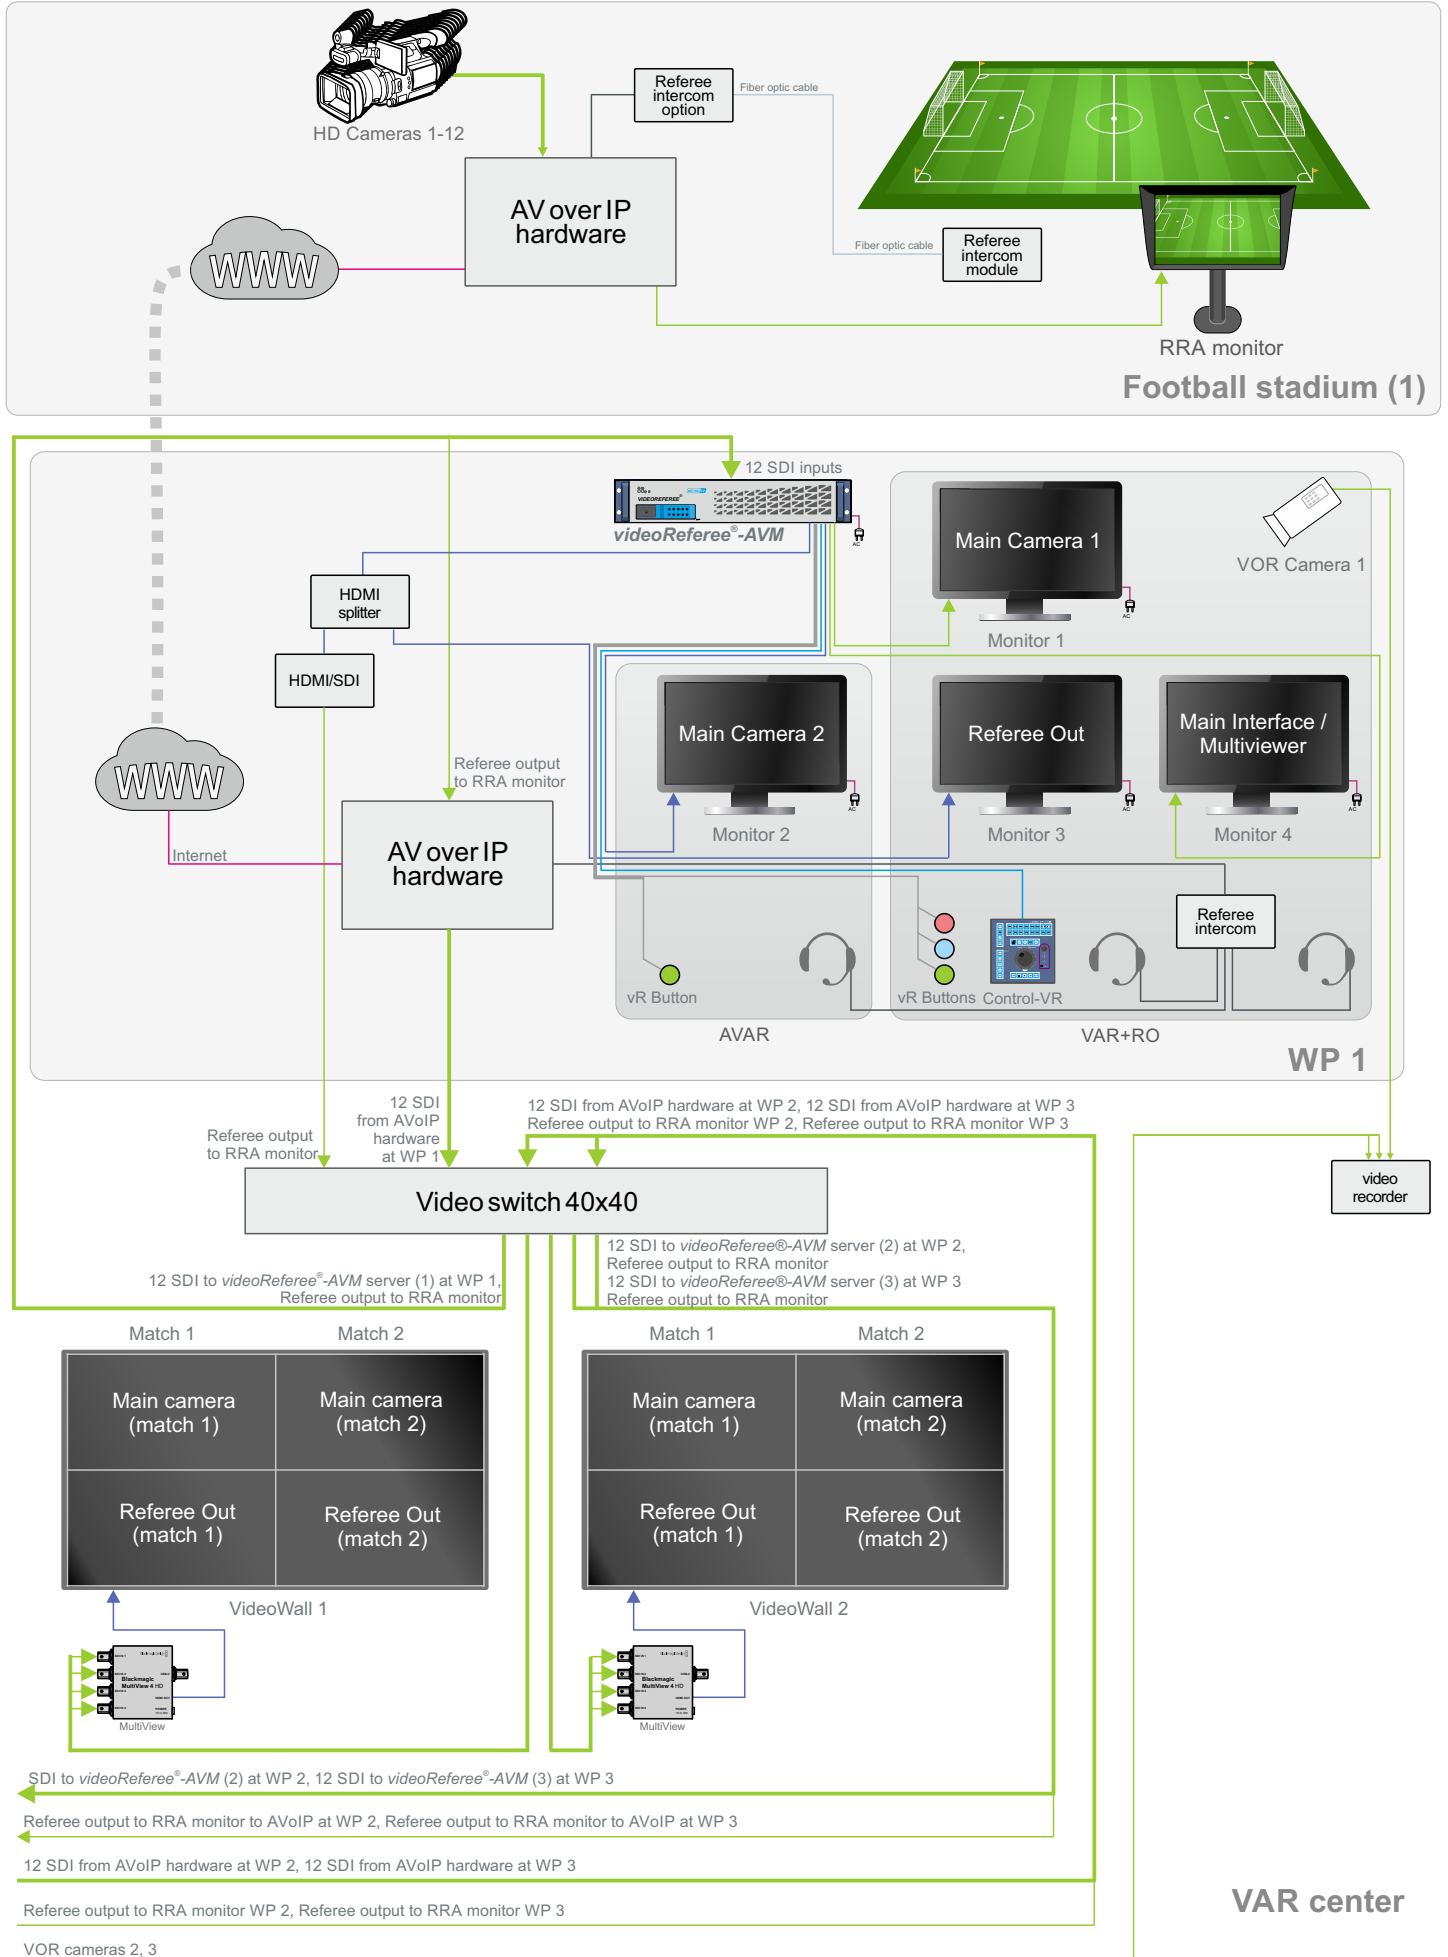 HD Cameras 1-12
Referee
intercom
option
Fiber optic cable
AV over IP
hardware
WWW
Fiber optic cable
Referee
intercom
module
RRA monitor
Football stadium (1)
12 SDI inputs
VIDEOREFEREE®
videoReferee®-AVM
AC
Main Camera 1
AC
Monitor 1
VOR Camera 1
HDMI
splitter
HDMI/SDI
Main Camera 2
AC
Monitor 2
Referee Out
AC
Monitor 3
Main Interface /
Multiviewer
AC
Monitor 4
WWW
Referee output
to RRA monitor
Internet
AV over IP
hardware
Referee
intercom
vR Button
vR Buttons
Control-VR
AVAR
VAR+RO
WP 1
12 SDI
from AVoIP
hardware
at WP 1
Referee output
to RRA monitor
12 SDI from AVoIP hardware at WP 2, 12 SDI from AVoIP hardware at WP 3
Referee output to RRA monitor WP 2, Referee output to RRA monitor WP 3
video
recorder
Video switch 40x40
12 SDI to videoReferee®-AVM server (1) at WP 1,
Referee output to RRA monitor
12 SDI to videoReferee®-AVM server (2) at WP 2,
Referee output to RRA monitor
12 SDI to videoReferee®-AVM server (3) at WP 3
Referee output to RRA monitor
Match 1
Match 2
Main camera
(match 1)
Main camera
(match 2)
Referee Out
(match 1)
Referee Out
(match 2)
VideoWall 1
Match 1
Match 2
Main camera
(match 1)
Main camera
(match 2)
Referee Out
(match 1)
Referee Out
(match 2)
VideoWall 2
Blackmagic
MultiView 4 HD
MultiView
Blackmagic
MultiView 4 HD
MultiView
SDI to videoReferee®-AVM (2) at WP 2, 12 SDI to videoReferee®-AVM (3) at WP 3
Referee output to RRA monitor to AVoIP at WP 2, Referee output to RRA monitor to AVoIP at WP 3
12 SDI from AVoIP hardware at WP 2, 12 SDI from AVoIP hardware at WP 3
Referee output to RRA monitor WP 2, Referee output to RRA monitor WP 3
VOR cameras 2, 3
VAR center